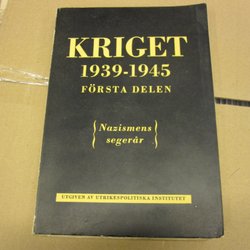 KRIGET
1939-1945
FÖRSTA DELEN
{Nazismens
segerår}
UTGIVEN AV UTRIKESPOLITISKA INSTITUTET